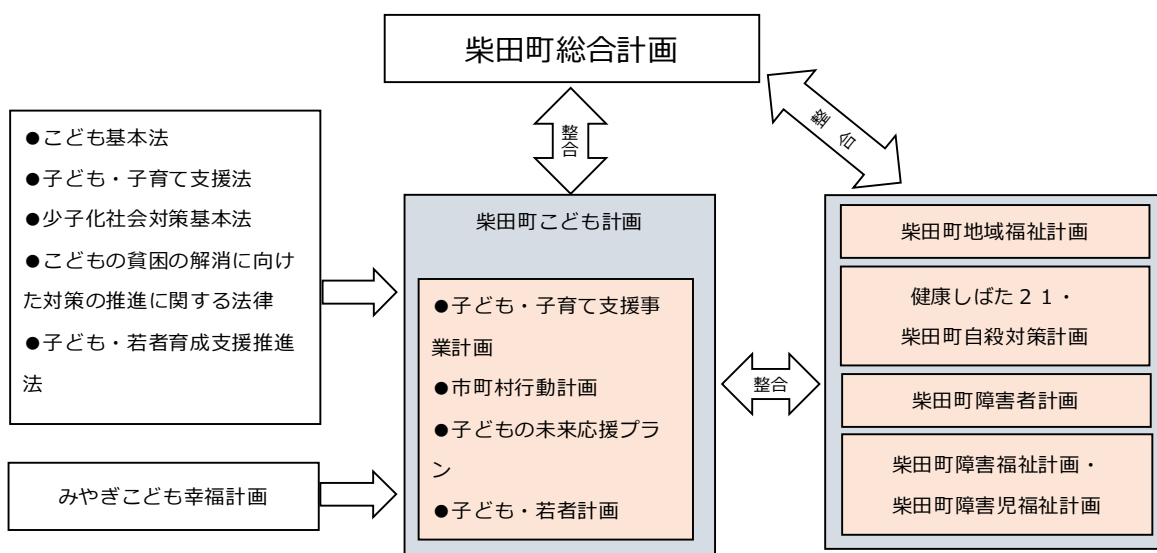 柴田町総合計画
整合
整合
●こども基本法
●子ども・子育て支援法
●少子化社会対策基本法
●こどもの貧困の解消に向け
た対策の推進に関する法律
●子ども・若者育成支援推進
法
みやぎこども幸福計画
柴田町こども計画
●子ども・子育て支援事
業計画
●市町村行動計画
●子どもの未来応援プラ
ン
●子ども・若者計画
整合
柴田町地域福祉計画
健康しばた２１・
柴田町自殺対策計画
柴田町障害者計画
柴田町障害福祉計画・
柴田町障害児福祉計画